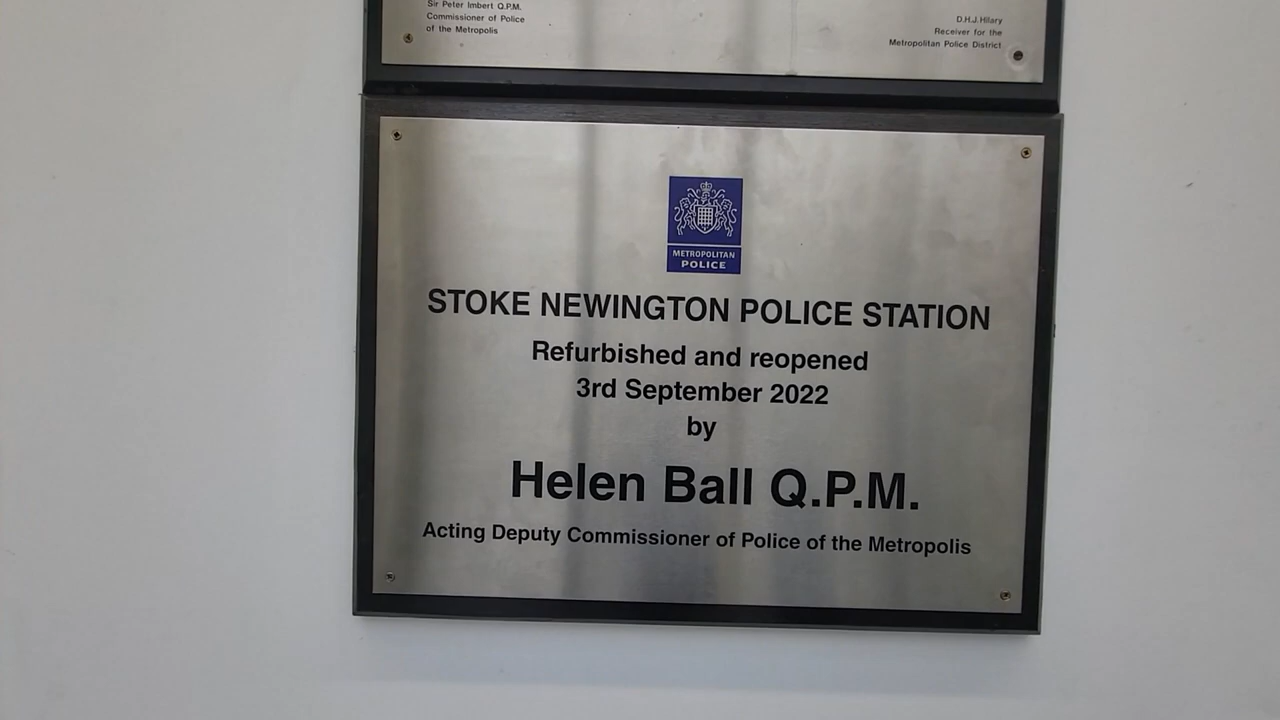 Sir Peter Imbert Q.P.M.
Commissioner of Police
of the Metropolis
D.H.J.Hilary
Receiver for the
Metropolitan Police District
METROPOLITAN
POLICE
STOKE NEWINGTON POLICE STATION
Refurbished and reopened
3rd September 2022
by
Helen Ball Q.P.M.
Acting Deputy Commissioner of Police of the Metropolis